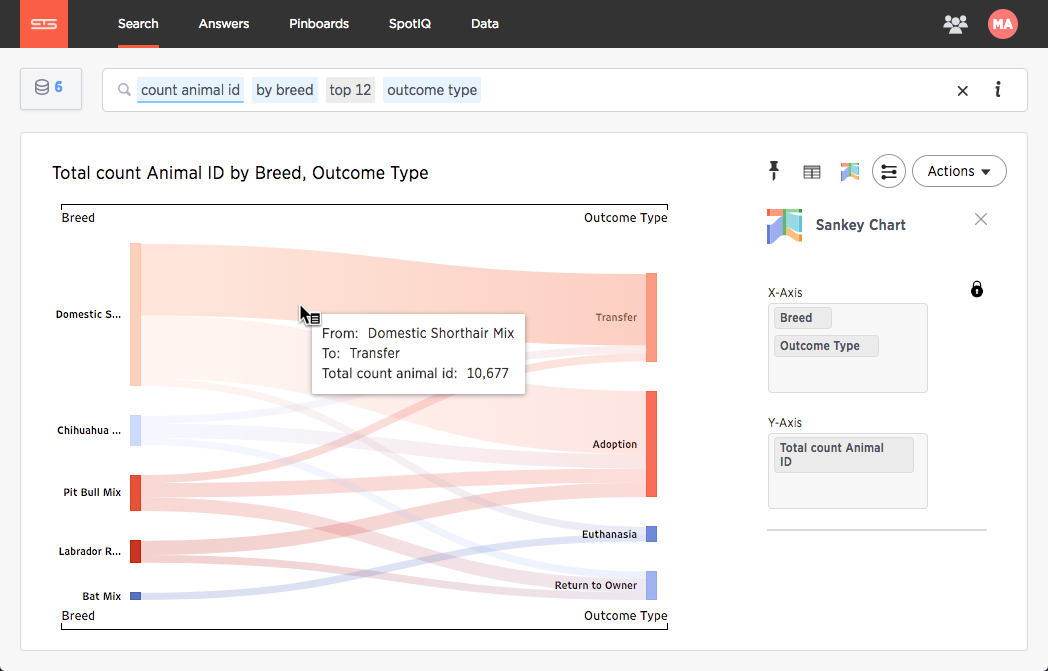 Search Answers Pinboards SpotIQ Data MA
6 count animal id by breed top 12 outcome type i
Total count Animal ID by Breed, Outcome Type
Actions
Breed Outcome Type
Sankey Chart
X-Axis
Breed
Outcome Type
Y-Axis
Total count Animal
ID
Domestic S...
Chihuahua ...
Pit Bull Mix
Labrador R...
Bat Mix
Transfer
From: Domestic Shorthair Mix
To: Transfer
Total count animal id: 10,677
Adoption
Euthanasia
Return to Owner
Breed Outcome Type